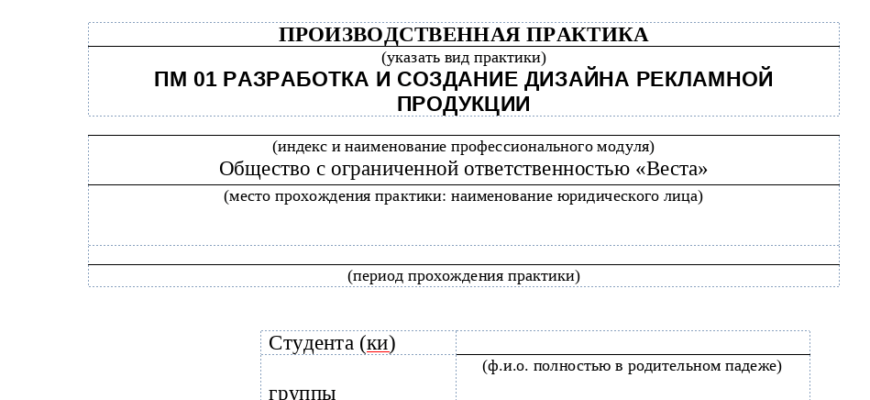 ПРОИЗВОДСТВЕННАЯ ПРАКТИКА
(указать вид практики)
ПМ 01 РАЗРАБОТКА И СОЗДАНИЕ ДИЗАЙНА РЕКЛАМНОЙ
ПРОДУКЦИИ
(индекс и наименование профессионального модуля)
Общество с ограниченной ответственностью «Веста»
(место прохождения практики: наименование юридического лица)
(период прохождения практики)
Студента (ки)
(ф.и.о. полностью в родительном падеже)
группы